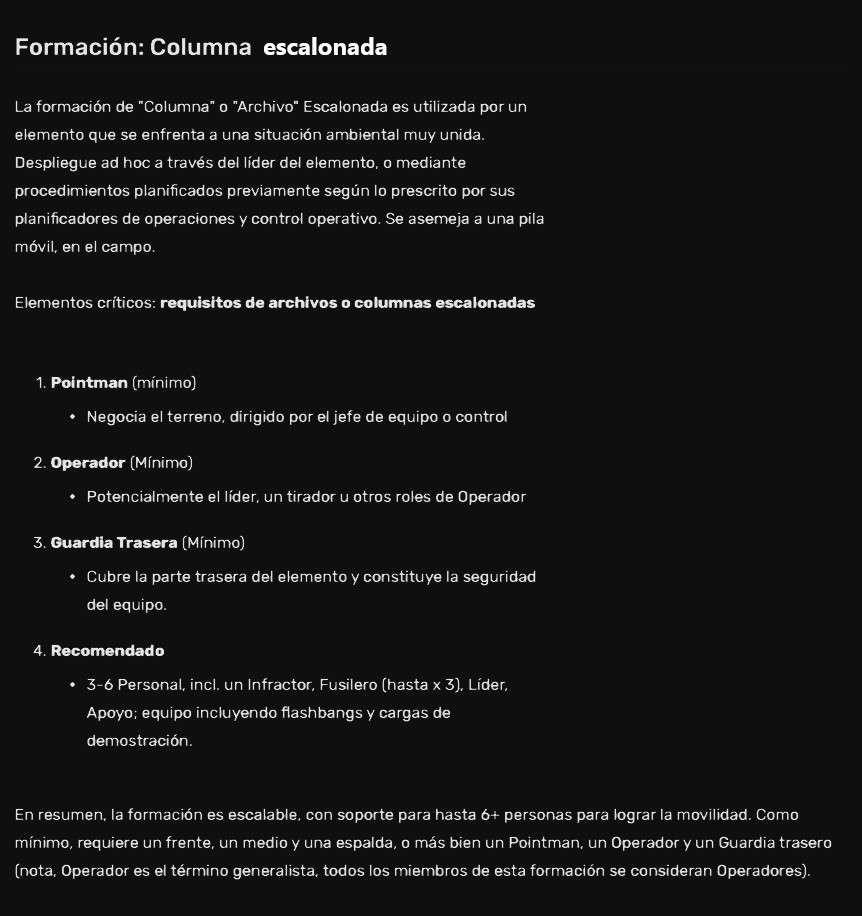 Formación: Columna escalonada
La formación de "Columna" o "Archivo" Escalonada es utilizada por un
elemento que se enfrenta a una situación ambiental muy unida.
Despliegue ad hoc a través del líder del elemento, o mediante
procedimientos planificados previamente según lo prescrito por sus
planificadores de operaciones y control operativo. Se asemeja a una pila
móvil, en el campo.
Elementos críticos: requisitos de archivos o columnas escalonadas
1. Pointman (mínimo)
• Negocia el terreno, dirigido por el jefe de equipo o control
2. Operador (Mínimo)
• Potencialmente el líder, un tirador u otros roles de Operador
3. Guardia Trasera (Mínimo)
• Cubre la parte trasera del elemento y constituye la seguridad
del equipo.
4. Recomendado
• 3-6 Personal, incl. un Infractor, Fusilero (hasta x 3), Líder,
Apoyo; equipo incluyendo flashbangs y cargas de
demostración.
En resumen, la formación es escalable, con soporte para hasta 6+ personas para lograr la movilidad. Como
mínimo, requiere un frente, un medio y una espalda, o más bien un Pointman, un Operador y un Guardia trasero
(nota, Operador es el término generalista, todos los miembros de esta formación se consideran Operadores).